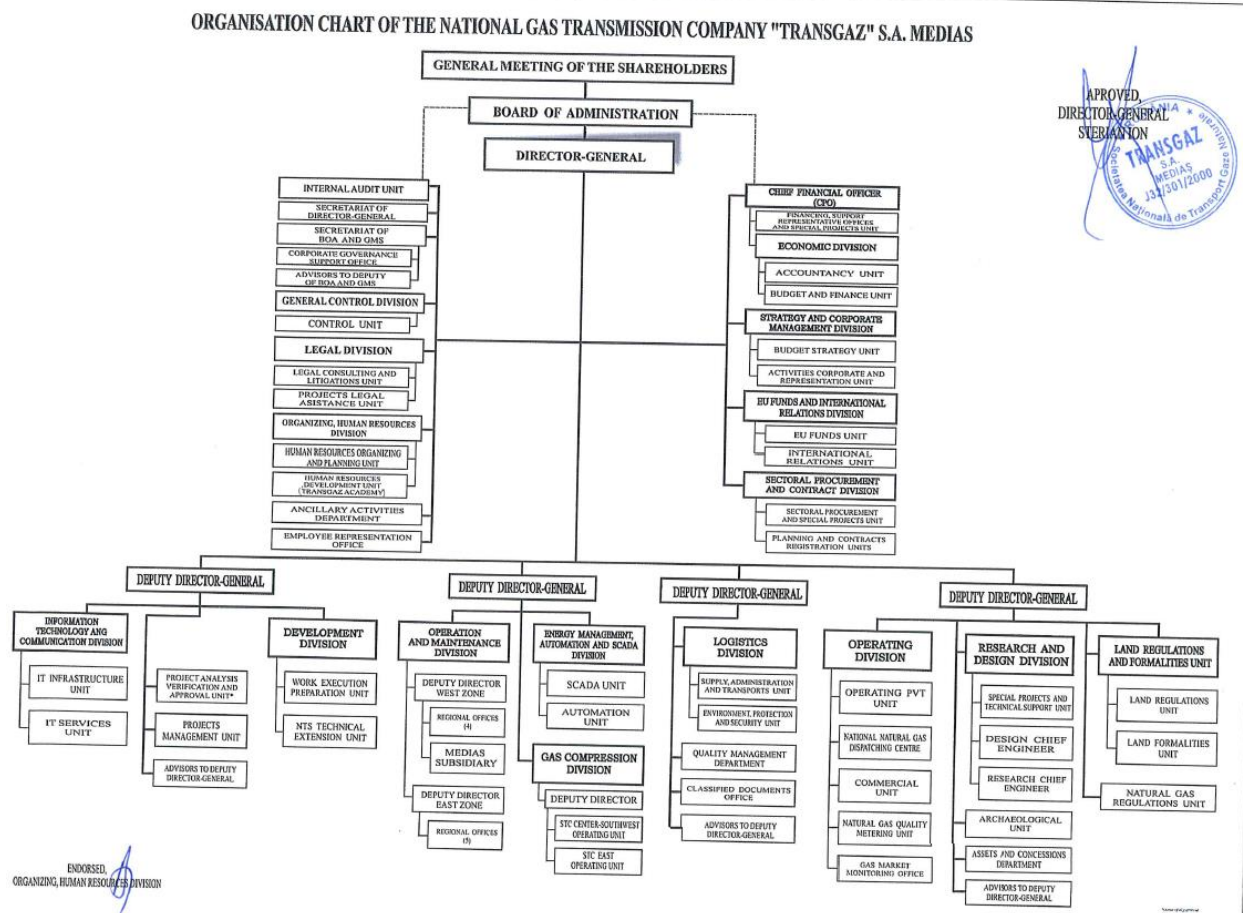 ORGANISATION CHART OF THE NATIONAL GAS TRANSMISSION COMPANY "TRANSGAZ" S.A. MEDIAS
GENERAL MEETING OF THE SHAREHOLDERS
BOARD OF ADMINISTRATION
DIRECTOR-GENERAL
APROVED,
DIRECTOR-GENERAL
STERIAN ION
ROMÂNIA *
Societatea Națională de Transport Gaze Naturale
TRANSGAZ
S.A.
MEDIAȘ
J32/301/2000
INTERNAL AUDIT UNIT
SECRETARIAT OF
DIRECTOR-GENERAL
SECRETARIAT OF
BOA AND GMS
CORPORATE GOVERNANCE
SUPPORT OFFICE
ADVISORS TO DEPUTY
OF BOA AND GMS
GENERAL CONTROL DIVISION
CONTROL UNIT
LEGAL DIVISION
LEGAL CONSULTING AND
LITIGATIONS UNIT
PROJECTS LEGAL
ASISTANCE UNIT
ORGANIZING, HUMAN RESOURCES
DIVISION
HUMAN RESOURCES ORGANIZING
AND PLANNING UNIT
HUMAN RESOURCES
DEVELOPMENT UNIT
(TRANSGAZ ACADEMY)
ANCILLARY ACTIVITIES
DEPARTMENT
EMPLOYEE REPRESENTATION
OFFICE
CHIEF FINANCIAL OFFICER
(CPO)
FINANCING, SUPPORT
REPRESENTATIVE OFFICES
AND SPECIAL PROJECTS UNIT
ECONOMIC DIVISION
ACCOUNTANCY UNIT
BUDGET AND FINANCE UNIT
STRATEGY AND CORPORATE
MANAGEMENT DIVISION
BUDGET STRATEGY UNIT
ACTIVITIES CORPORATE AND
REPRESENTATION UNIT
EU FUNDS AND INTERNATIONAL
RELATIONS DIVISION
EU FUNDS UNIT
INTERNATIONAL
RELATIONS UNIT
SECTORAL PROCUREMENT
AND CONTRACT DIVISION
SECTORAL PROCUREMENT
AND SPECIAL PROJECTS UNIT
PLANNING AND CONTRACTS
REGISTRATION UNITS
DEPUTY DIRECTOR-GENERAL
INFORMATION
TECHNOLOGY ANG
COMMUNICATION DIVISION
IT INFRASTRUCTURE
UNIT
IT SERVICES
UNIT
PROJECT ANALYSIS
VERIFICATION AND
APPROVAL UNIT*
PROJECTS
MANAGEMENT UNIT
ADVISORS TO DEPUTY
DIRECTOR-GENERAL
DEVELOPMENT
DIVISION
WORK EXECUTION
PREPARATION UNIT
NTS TECHNICAL
EXTENSION UNIT
DEPUTY DIRECTOR-GENERAL
OPERATION
AND MAINTENANCE
DIVISION
DEPUTY DIRECTOR
WEST ZONE
REGIONAL OFFICES
(4)
MEDIAS
SUBSIDIARY
DEPUTY DIRECTOR
EAST ZONE
REGIONAL OFFICES
(5)
ENERGY MANAGEMENT,
AUTOMATION AND SCADA
DIVISION
SCADA UNIT
AUTOMATION
UNIT
GAS COMPRESSION
DIVISION
DEPUTY DIRECTOR
STC CENTER-SOUTHWEST
OPERATING UNIT
STC EAST
OPERATING UNIT
DEPUTY DIRECTOR-GENERAL
LOGISTICS
DIVISION
SUPPLY, ADMINISTRATION
AND TRANSPORTS UNIT
ENVIRONMENT, PROTECTION
AND SECURITY UNIT
QUALITY MANAGEMENT
DEPARTMENT
CLASSIFIED DOCUMENTS
OFFICE
ADVISORS TO DEPUTY
DIRECTOR-GENERAL
DEPUTY DIRECTOR-GENERAL
OPERATING
DIVISION
OPERATING PVT
UNIT
NATIONAL NATURAL GAS
DISPATCHING CENTRE
COMMERCIAL
UNIT
NATURAL GAS QUALITY
METERING UNIT
GAS MARKET
MONITORING OFFICE
RESEARCH AND
DESIGN DIVISION
SPECIAL PROJECTS AND
TECHNICAL SUPPORT UNIT
DESIGN CHIEF
ENGINEER
RESEARCH CHIEF
ENGINEER
ARCHAEOLOGICAL
UNIT
ASSETS AND CONCESSIONS
DEPARTMENT
ADVISORS TO DEPUTY
DIRECTOR-GENERAL
LAND REGULATIONS
AND FORMALITIES UNIT
LAND REGULATIONS
UNIT
LAND FORMALITIES
UNIT
NATURAL GAS
REGULATIONS UNIT
ENDORSED,
ORGANIZING, HUMAN RESOURCES DIVISION